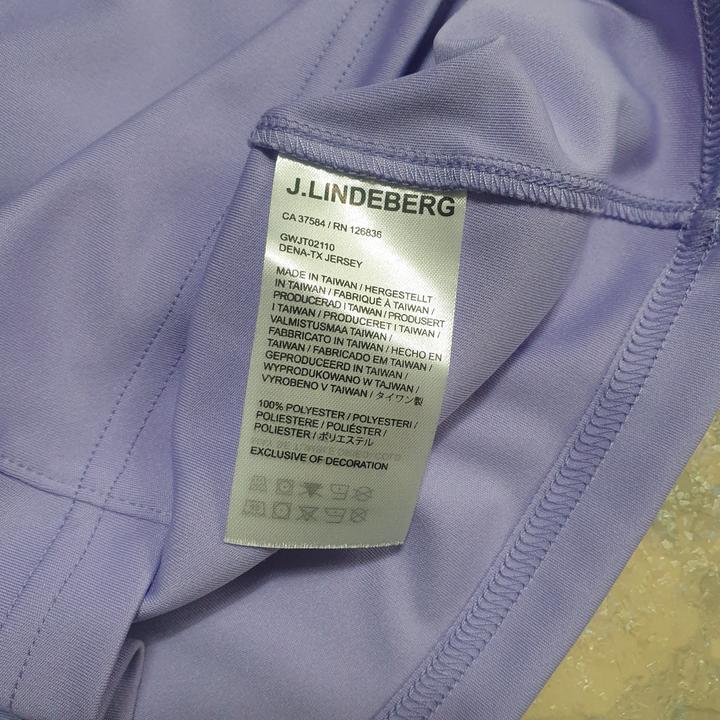 J.LINDEBERG
CA 37584 / RN 126836
GWJT02110
DENA-TX JERSEY
MADE IN TAIWAN / HERGESTELLT
IN TAIWAN / FABRIQUÉ À TAIWAN /
PRODUCERAD I TAIWAN / PRODUSERT
I TAIWAN / PRODUCERET I TAIWAN /
VALMISTUSMAA TAIWAN /
FABBRICATO IN TAIWAN / HECHO EN
TAIWAN / FABRICADO EM TAIWAN /
GEPRODUCEERD IN TAIWAN /
WYPRODUKOWANO W TAJWAN /
VYROBENO V TAIWAN / タイワン製
100% POLYESTER / POLYESTERI /
POLIESTERE / POLIÉSTER /
POLIESTER / ポリエステル
EXCLUSIVE OF DECORATION